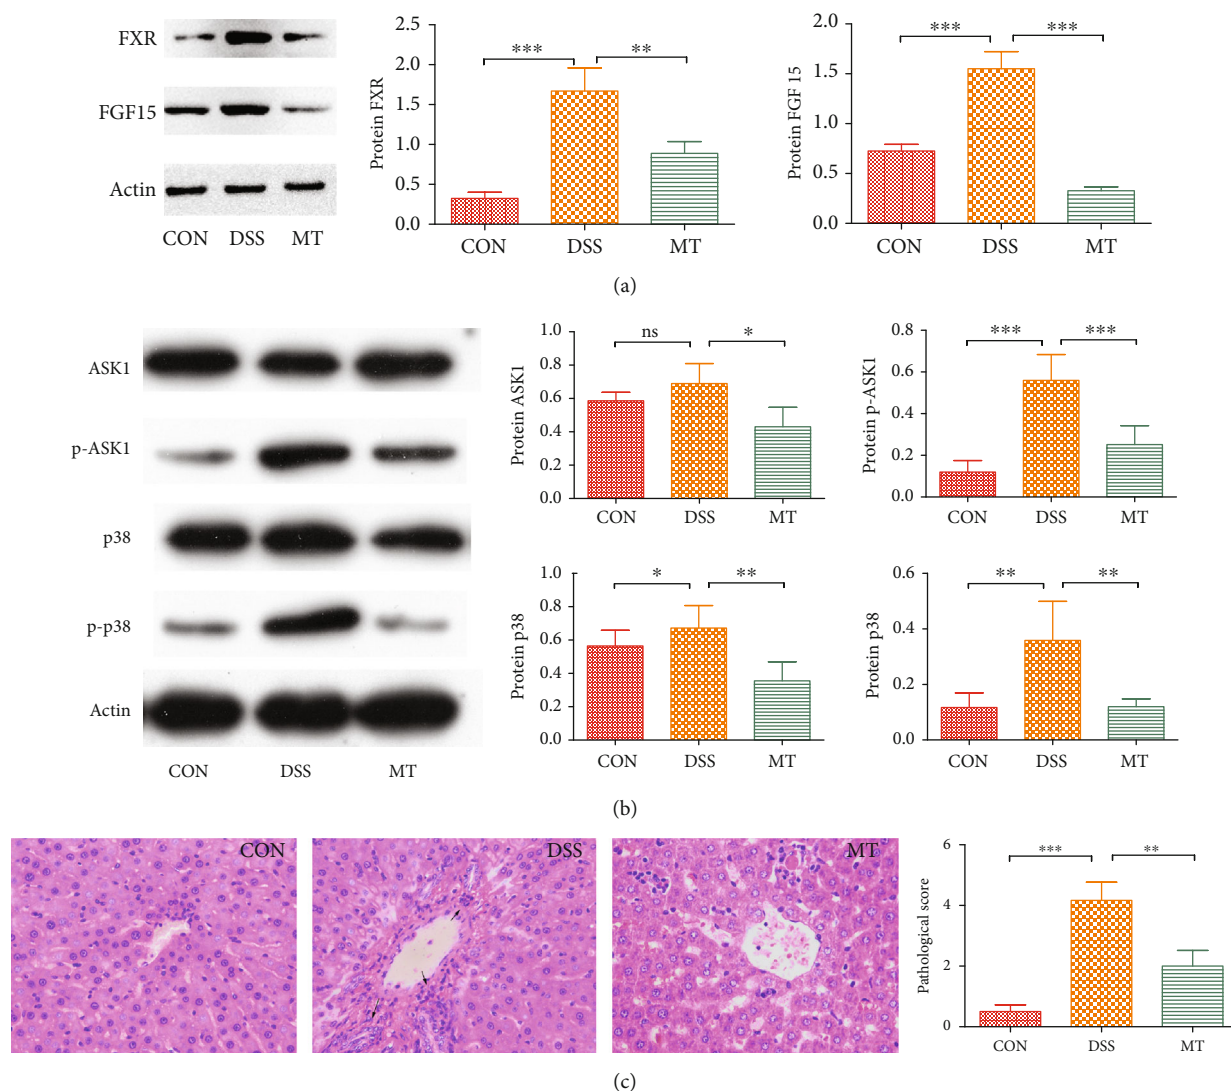 FXR
FGF15
Actin
CON DSS MT
Protein FXR
2.5
2.0
1.5
1.0
0.5
0.0
*** **
CON DSS MT
Protein FGF 15
2.0
1.5
1.0
0.5
0.0
*** ***
CON DSS MT
(a)
ASK1
p-ASK1
p38
p-p38
Actin
CON DSS MT
Protein ASK1
1.0
0.8
0.6
0.4
0.2
0.0
ns *
CON DSS MT
Protein p-ASK1
0.8
0.6
0.4
0.2
0.0
*** ***
CON DSS MT
Protein p38
1.0
0.8
0.6
0.4
0.2
0.0
* **
CON DSS MT
Protein p38
0.6
0.4
0.2
0.0
** **
CON DSS MT
(b)
CON
DSS
MT
Pathological score
6
4
2
0
*** **
CON DSS MT
(c)